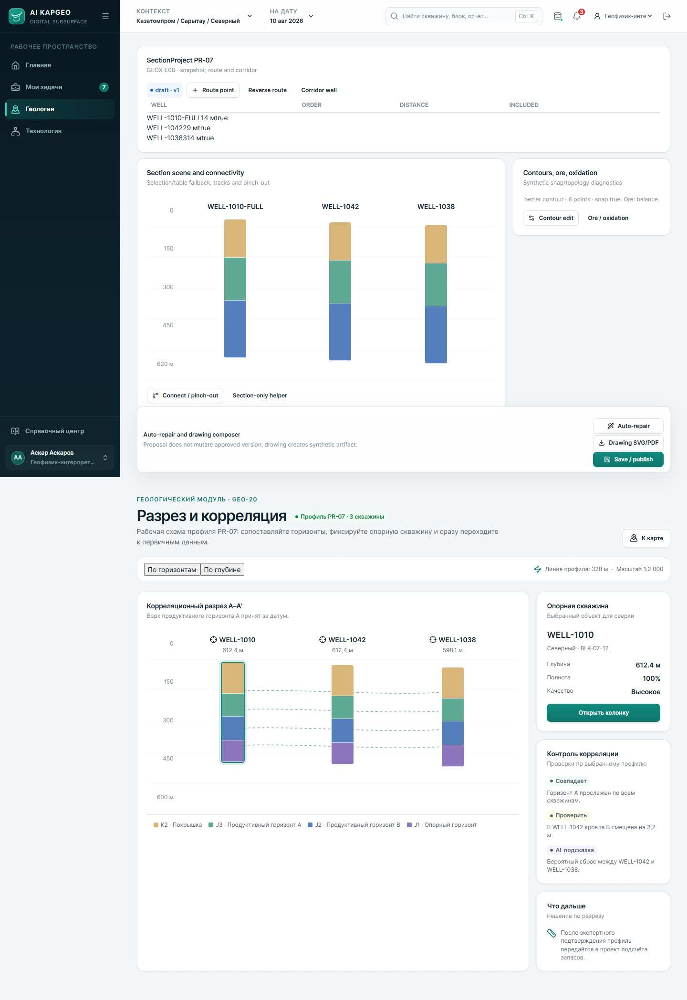 AI KAPGEO
DIGITAL SUBSURFACE
РАБОЧЕЕ ПРОСТРАНСТВО
Главная
Мои задачи
7
Геология
Технология
Справочный центр
АА
Аскар Аскаров
Геофизик-интерпрет...
КОНТЕКСТ
Казатомпром / Сарытау / Северный
НА ДАТУ
10 авг 2026
Найти скважину, блок, отчёт...
Ctrl K
3
Геофизик-инте
SectionProject PR-07
GEOX-E08 · snapshot, route and corridor
draft · v1
Route point
Reverse route
Corridor well
WELL ORDER DISTANCE INCLUDED
WELL-1010-FULL14 мtrue
WELL-104229 мtrue
WELL-1038314 мtrue
Section scene and connectivity
Selection/table fallback, tracks and pinch-out
WELL-1010-FULL
WELL-1042
WELL-1038
0
150
300
450
620 м
Connect / pinch-out
Section-only helper
Contours, ore, oxidation
Synthetic snap/topology diagnostics
bezier contour · 6 points · snap true. Ore: balance.
Contour edit
Ore / oxidation
Auto-repair and drawing composer
Proposal does not mutate approved version; drawing creates synthetic artifact.
Auto-repair
Drawing SVG/PDF
Save / publish
ГЕОЛОГИЧЕСКИЙ МОДУЛЬ · GEO-20
Разрез и корреляция
Профиль PR-07 · 3 скважины
Рабочая схема профиля PR-07: сопоставляйте горизонты, фиксируйте опорную скважину и сразу переходите
к первичным данным.
К карте
По горизонтам
По глубине
Линия профиля: 328 м · Масштаб 1:2 000
Корреляционный разрез А–А′
Верх продуктивного горизонта А принят за датум.
WELL-1010
612,4 м
WELL-1042
612,4 м
WELL-1038
598,1 м
0
150
300
450
600 м
K2 · Покрышка
J3 · Продуктивный горизонт А
J2 · Продуктивный горизонт В
J1 · Опорный горизонт
Опорная скважина
Выбранный объект для сверки
WELL-1010
Северный · BLK-07-12
Глубина 612.4 м
Полнота 100%
Качество Высокое
Открыть колонку
Контроль корреляции
Проверки по выбранному профилю
Совпадает
Горизонт А прослежен по всем
скважинам.
Проверить
В WELL-1042 кровля В смещена на 3,2
м.
AI-подсказка
Вероятный сброс между WELL-1042 и
WELL-1038.
Что дальше
Решение по разрезу
После экспертного
подтверждения профиль
передаётся в проект подсчёта
запасов.